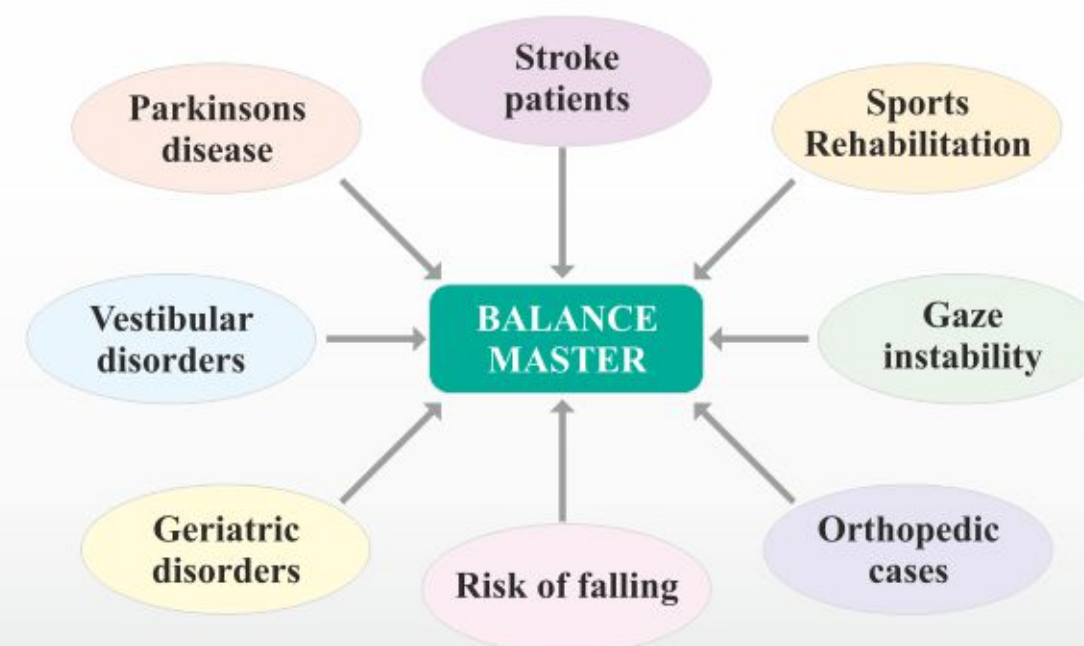 Stroke
patients
Parkinsons
disease
Sports
Rehabilitation
Vestibular
disorders
BALANCE
MASTER
Gaze
instability
Geriatric
disorders
Risk of falling
Orthopedic
cases